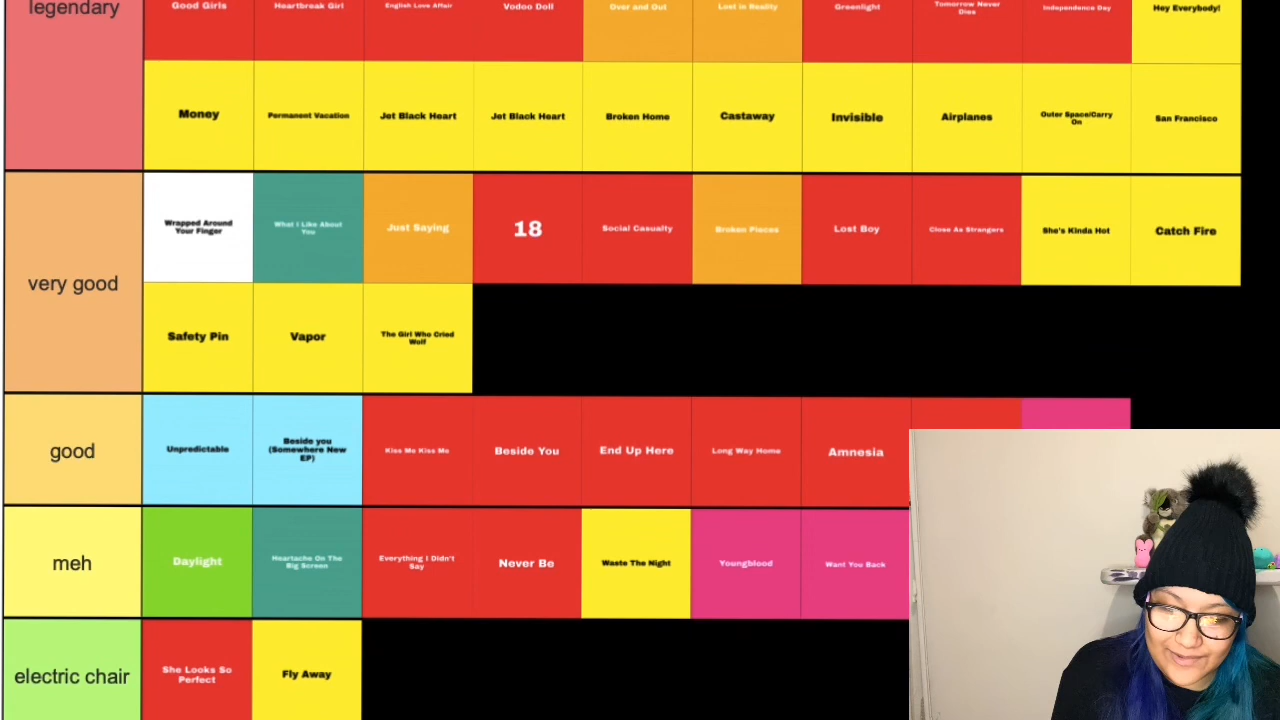 legendary
Good Girls
Heartbreak Girl
English Love Affair
Vodoo Doll
Over and Out
Lost in Reality
Greenlight
Tomorrow Never
Dies
Independence Day
Hey Everybody!
Money
Permanent Vacation
Jet Black Heart
Jet Black Heart
Broken Home
Castaway
Invisible
Airplanes
Outer Space/Carry
On
San Francisco
very good
Wrapped Around
Your Finger
What I Like About
You
Just Saying
18
Social Casualty
Broken Pieces
Lost Boy
Close As Strangers
She's Kinda Hot
Catch Fire
Safety Pin
Vapor
The Girl Who Cried
Wolf
good
Unpredictable
Beside you
(Somewhere New
EP)
Kiss Me Kiss Me
Beside You
End Up Here
Long Way Home
Amnesia
meh
Daylight
Heartache On The
Big Screen
Everything I Didn't
Say
Never Be
Waste The Night
Youngblood
Want You Back
electric chair
She Looks So
Perfect
Fly Away